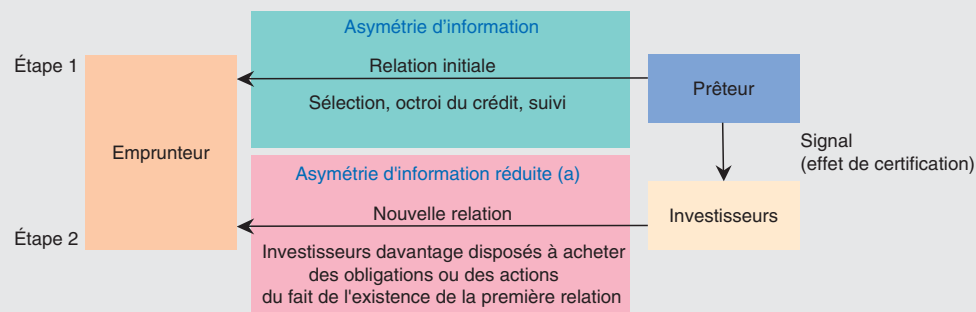 Asymétrie d’information
Étape 1
Relation initiale
Prêteur
Sélection, octroi du crédit, suivi
Emprunteur
Signal
(effet de certification)
Asymétrie d'information réduite (a)
Nouvelle relation
Investisseurs
Étape 2
Investisseurs davantage disposés à acheter
des obligations ou des actions
du fait de l'existence de la première relation